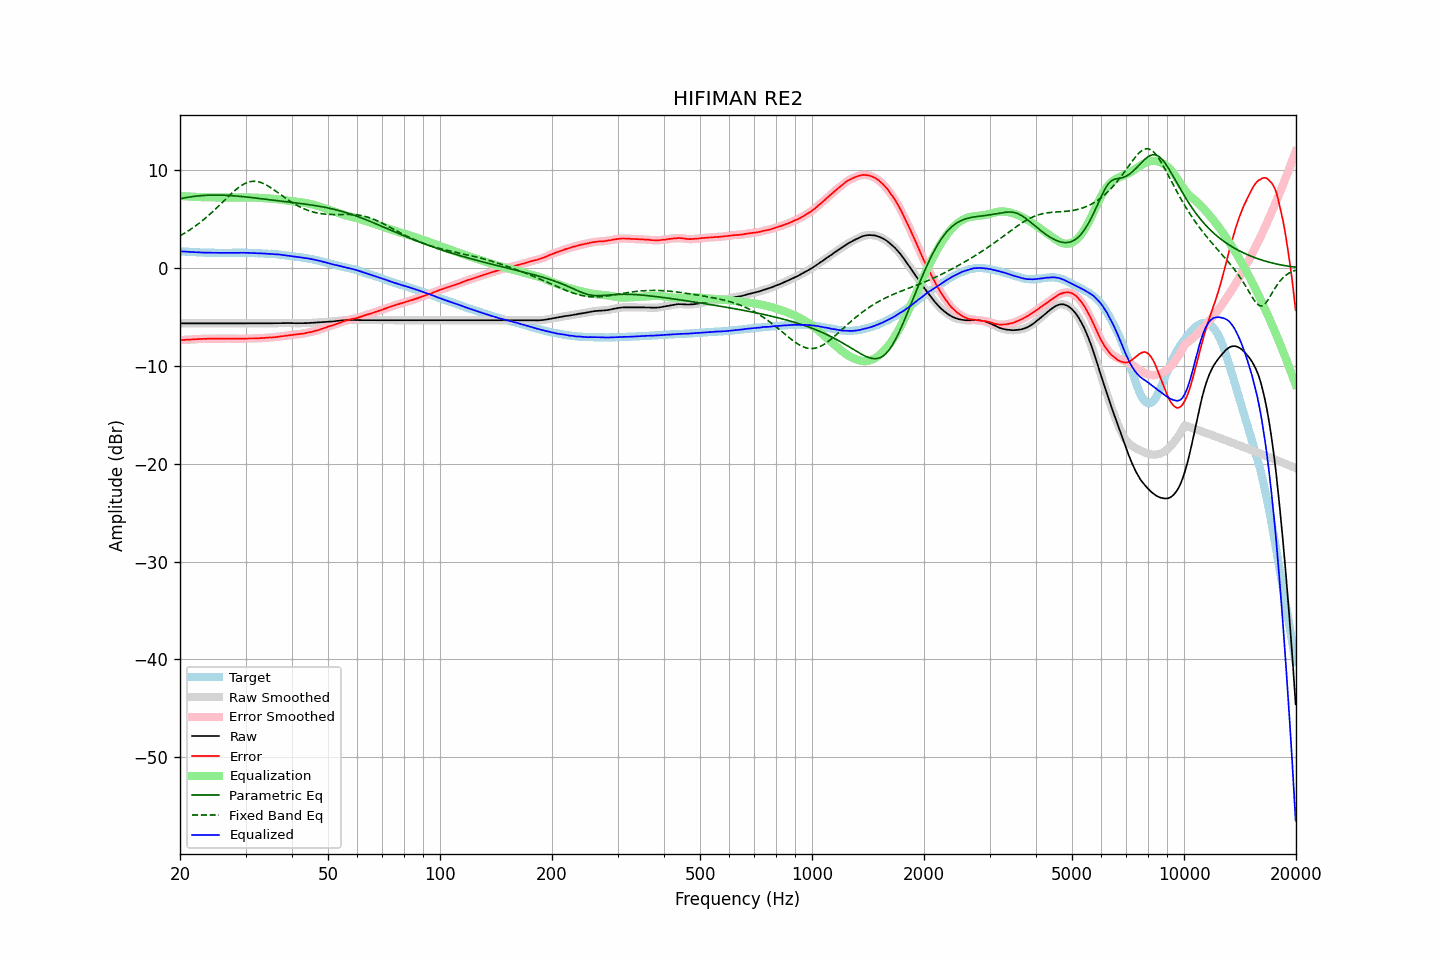 HIFIMAN RE2
10
0
−10
−20
−30
−40
−50
Amplitude (dBr)
Target
Raw Smoothed
Error Smoothed
Raw
Error
Equalization
Parametric Eq
Fixed Band Eq
Equalized
20 50 100 200 500 1000 2000 5000 10000 20000
Frequency (Hz)